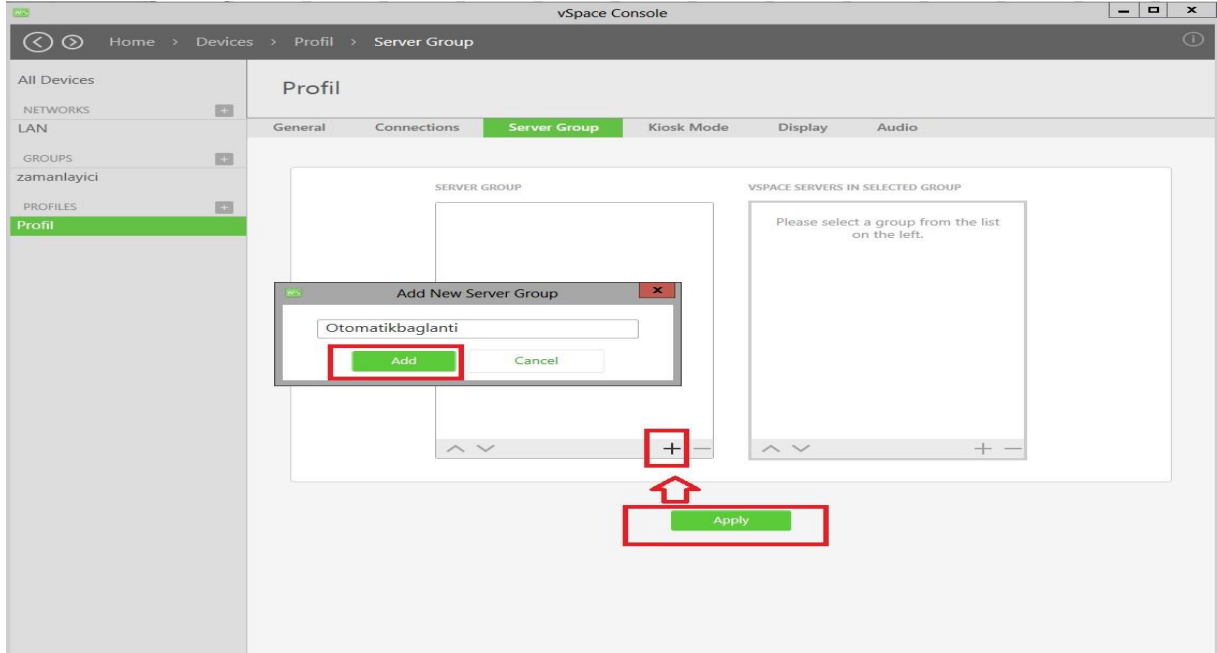 vSpace Console
Home > Devices > Profil > Server Group
All Devices
NETWORKS
LAN
GROUPS
zamanlayici
PROFILES
Profil
Profil
General Connections Server Group Kiosk Mode Display Audio
SERVER GROUP
VSPACE SERVERS IN SELECTED GROUP
Please select a group from the list
on the left.
Add New Server Group
Otomatikbaglanti
Add Cancel
Apply